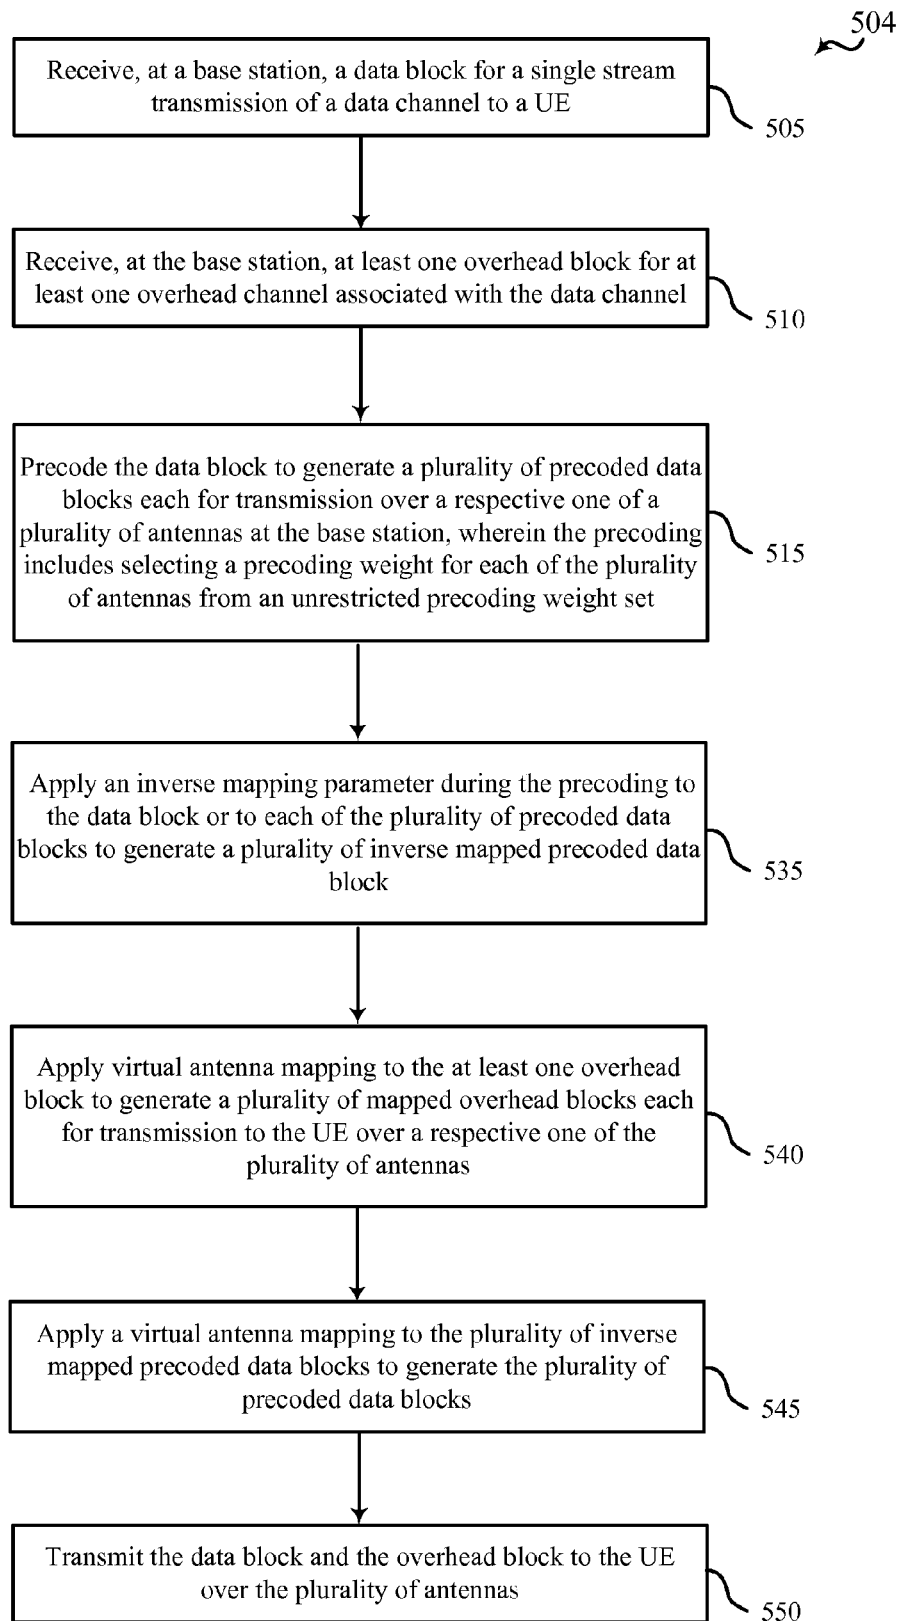 504
Receive, at a base station, a data block for a single stream
transmission of a data channel to a UE
505
Receive, at the base station, at least one overhead block for at
least one overhead channel associated with the data channel
510
Precode the data block to generate a plurality of precoded data
blocks each for transmission over a respective one of a
plurality of antennas at the base station, wherein the precoding
includes selecting a precoding weight for each of the plurality
of antennas from an unrestricted precoding weight set
515
Apply an inverse mapping parameter during the precoding to
the data block or to each of the plurality of precoded data
blocks to generate a plurality of inverse mapped precoded data
block
535
Apply virtual antenna mapping to the at least one overhead
block to generate a plurality of mapped overhead blocks each
for transmission to the UE over a respective one of the
plurality of antennas
540
Apply a virtual antenna mapping to the plurality of inverse
mapped precoded data blocks to generate the plurality of
precoded data blocks
545
Transmit the data block and the overhead block to the UE
over the plurality of antennas
550